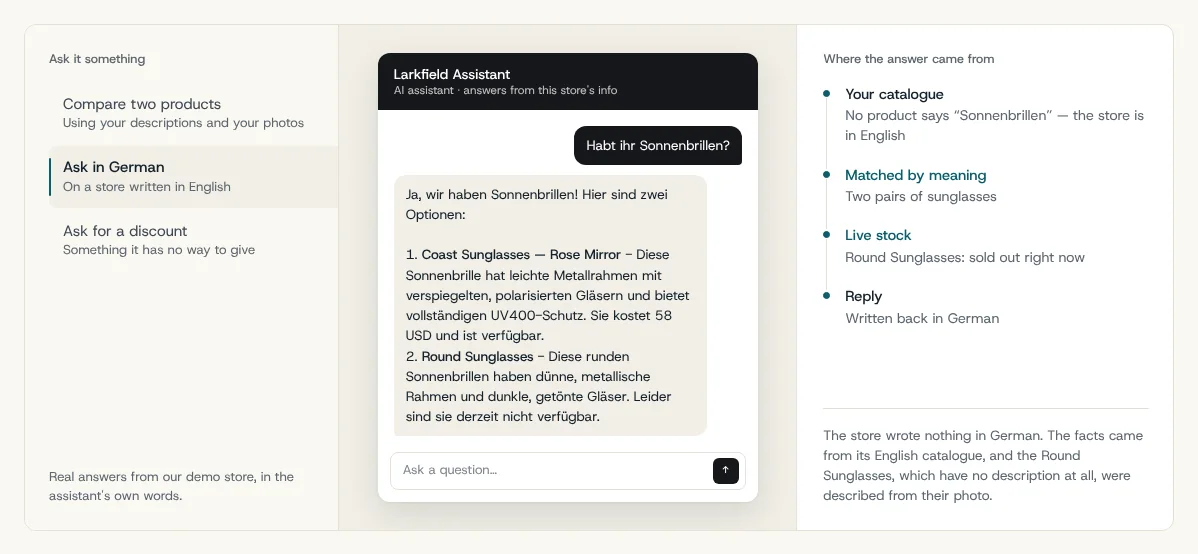 Ask it something
Compare two products
Using your descriptions and your photos
Ask in German
On a store written in English
Ask for a discount
Something it has no way to give
Real answers from our demo store, in the
assistant's own words.
Larkfield Assistant
AI assistant · answers from this store's info
Habt ihr Sonnenbrillen?
Ja, wir haben Sonnenbrillen! Hier sind zwei
Optionen:
1. Coast Sunglasses — Rose Mirror – Diese
Sonnenbrille hat leichte Metallrahmen mit
verspiegelten, polarisierten Gläsern und bietet
vollständigen UV400-Schutz. Sie kostet 58
USD und ist verfügbar.
2. Round Sunglasses – Diese runden
Sonnenbrillen haben dünne, metallische
Rahmen und dunkle, getönte Gläser. Leider
sind sie derzeit nicht verfügbar.
Ask a question…
Where the answer came from
Your catalogue
No product says “Sonnenbrillen” — the store is
in English
Matched by meaning
Two pairs of sunglasses
Live stock
Round Sunglasses: sold out right now
Reply
Written back in German
The store wrote nothing in German. The facts came
from its English catalogue, and the Round
Sunglasses, which have no description at all, were
described from their photo.